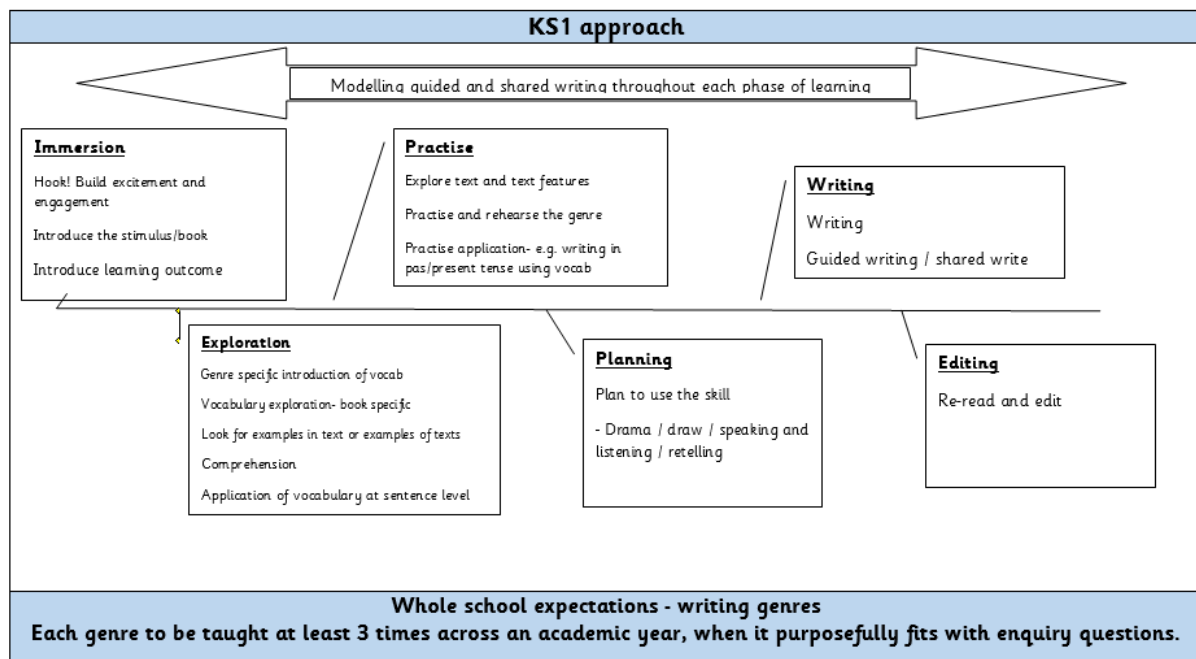 KS1 approach
Modelling guided and shared writing throughout each phase of learning
Immersion
Hook! Build excitement and
engagement
Introduce the stimulus/book
Introduce learning outcome
Exploration
Genre specific introduction of vocab
Vocabulary exploration- book specific
Look for examples in text or examples of texts
Comprehension
Application of vocabulary at sentence level
Practise
Explore text and text features
Practise and rehearse the genre
Practise application- e.g. writing in
pas/present tense using vocab
Planning
Plan to use the skill
- Drama / draw / speaking and
listening / retelling
Writing
Writing
Guided writing / shared write
Editing
Re-read and edit
Whole school expectations - writing genres
Each genre to be taught at least 3 times across an academic year, when it purposefully fits with enquiry questions.